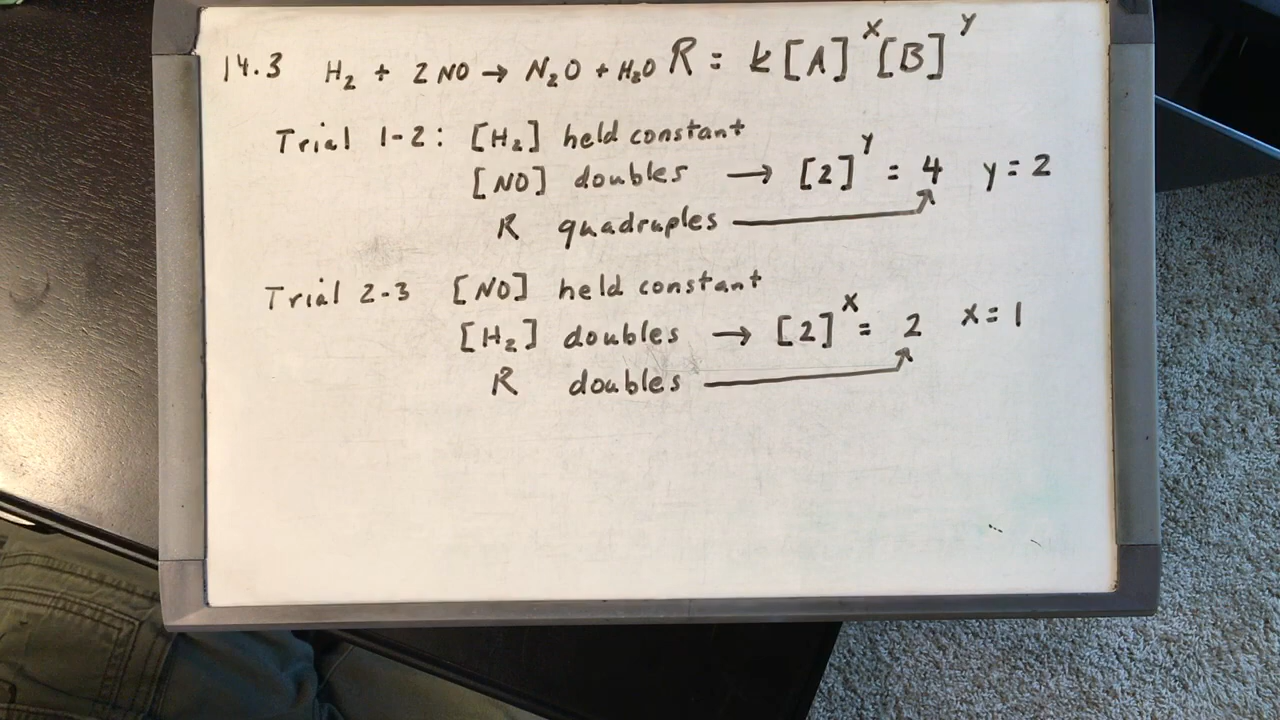 14.3 H₂ + 2NO → N₂O + H₂O R = k[A]ˣ[B]ʸ
Trial 1-2: [H₂] held constant
[NO] doubles → [2]ʸ = 4 y = 2
R quadruples
Trial 2-3 [NO] held constant
[H₂] doubles → [2]ˣ = 2 x = 1
R doubles